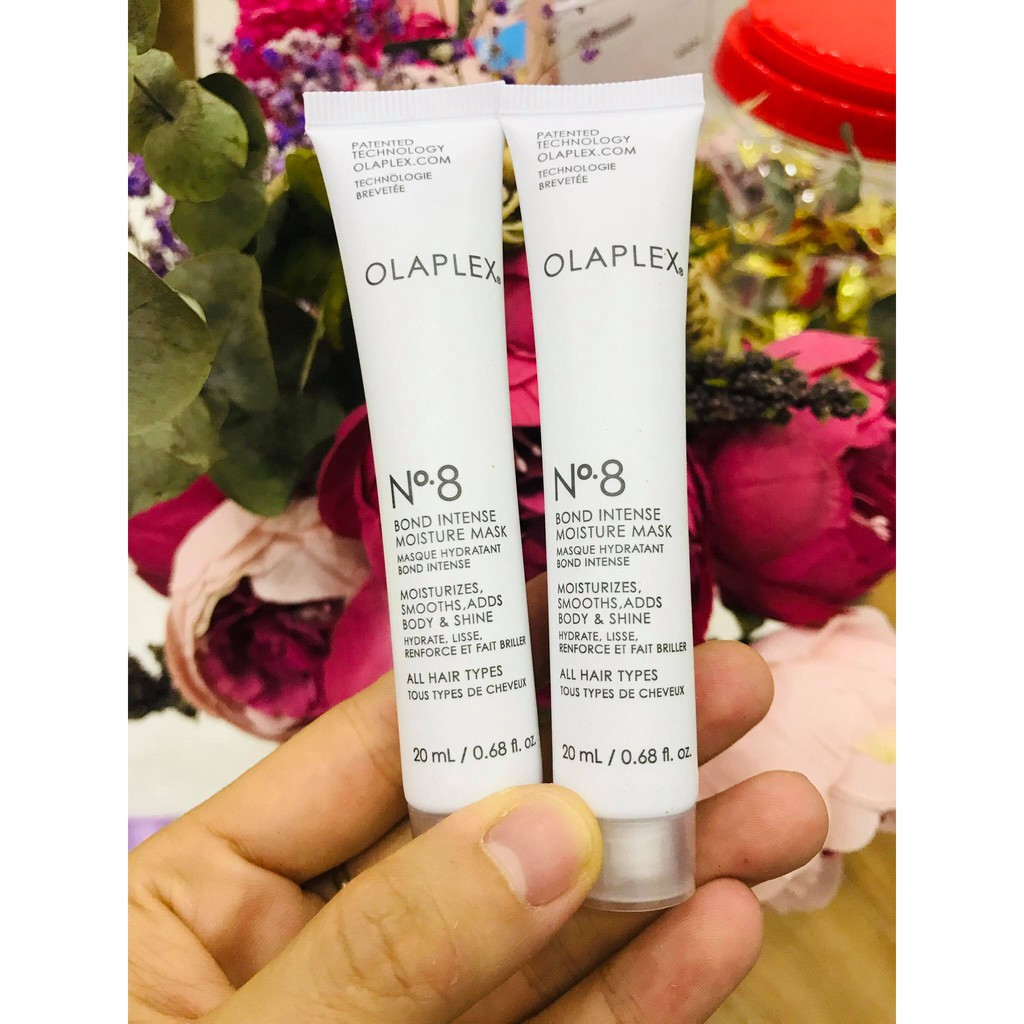 PATENTED
TECHNOLOGY
OLAPLEX.COM
TECHNOLOGIE
BREVETÉE
OLAPLEX®
Nº.8
BOND INTENSE
MOISTURE MASK
MASQUE HYDRATANT
BOND INTENSE
MOISTURIZES,
SMOOTHS,ADDS
BODY & SHINE
HYDRATE, LISSE,
RENFORCE ET FAIT BRILLER
ALL HAIR TYPES
TOUS TYPES DE CHEVEUX
20 mL / 0.68 fl. oz.
PATENTED
TECHNOLOGY
OLAPLEX.COM
TECHNOLOGIE
BREVETÉE
OLAPLEX®
Nº.8
BOND INTENSE
MOISTURE MASK
MASQUE HYDRATANT
BOND INTENSE
MOISTURIZES,
SMOOTHS,ADDS
BODY & SHINE
HYDRATE, LISSE,
RENFORCE ET FAIT BRILLER
ALL HAIR TYPES
TOUS TYPES DE CHEVEUX
20 mL / 0.68 fl. oz.